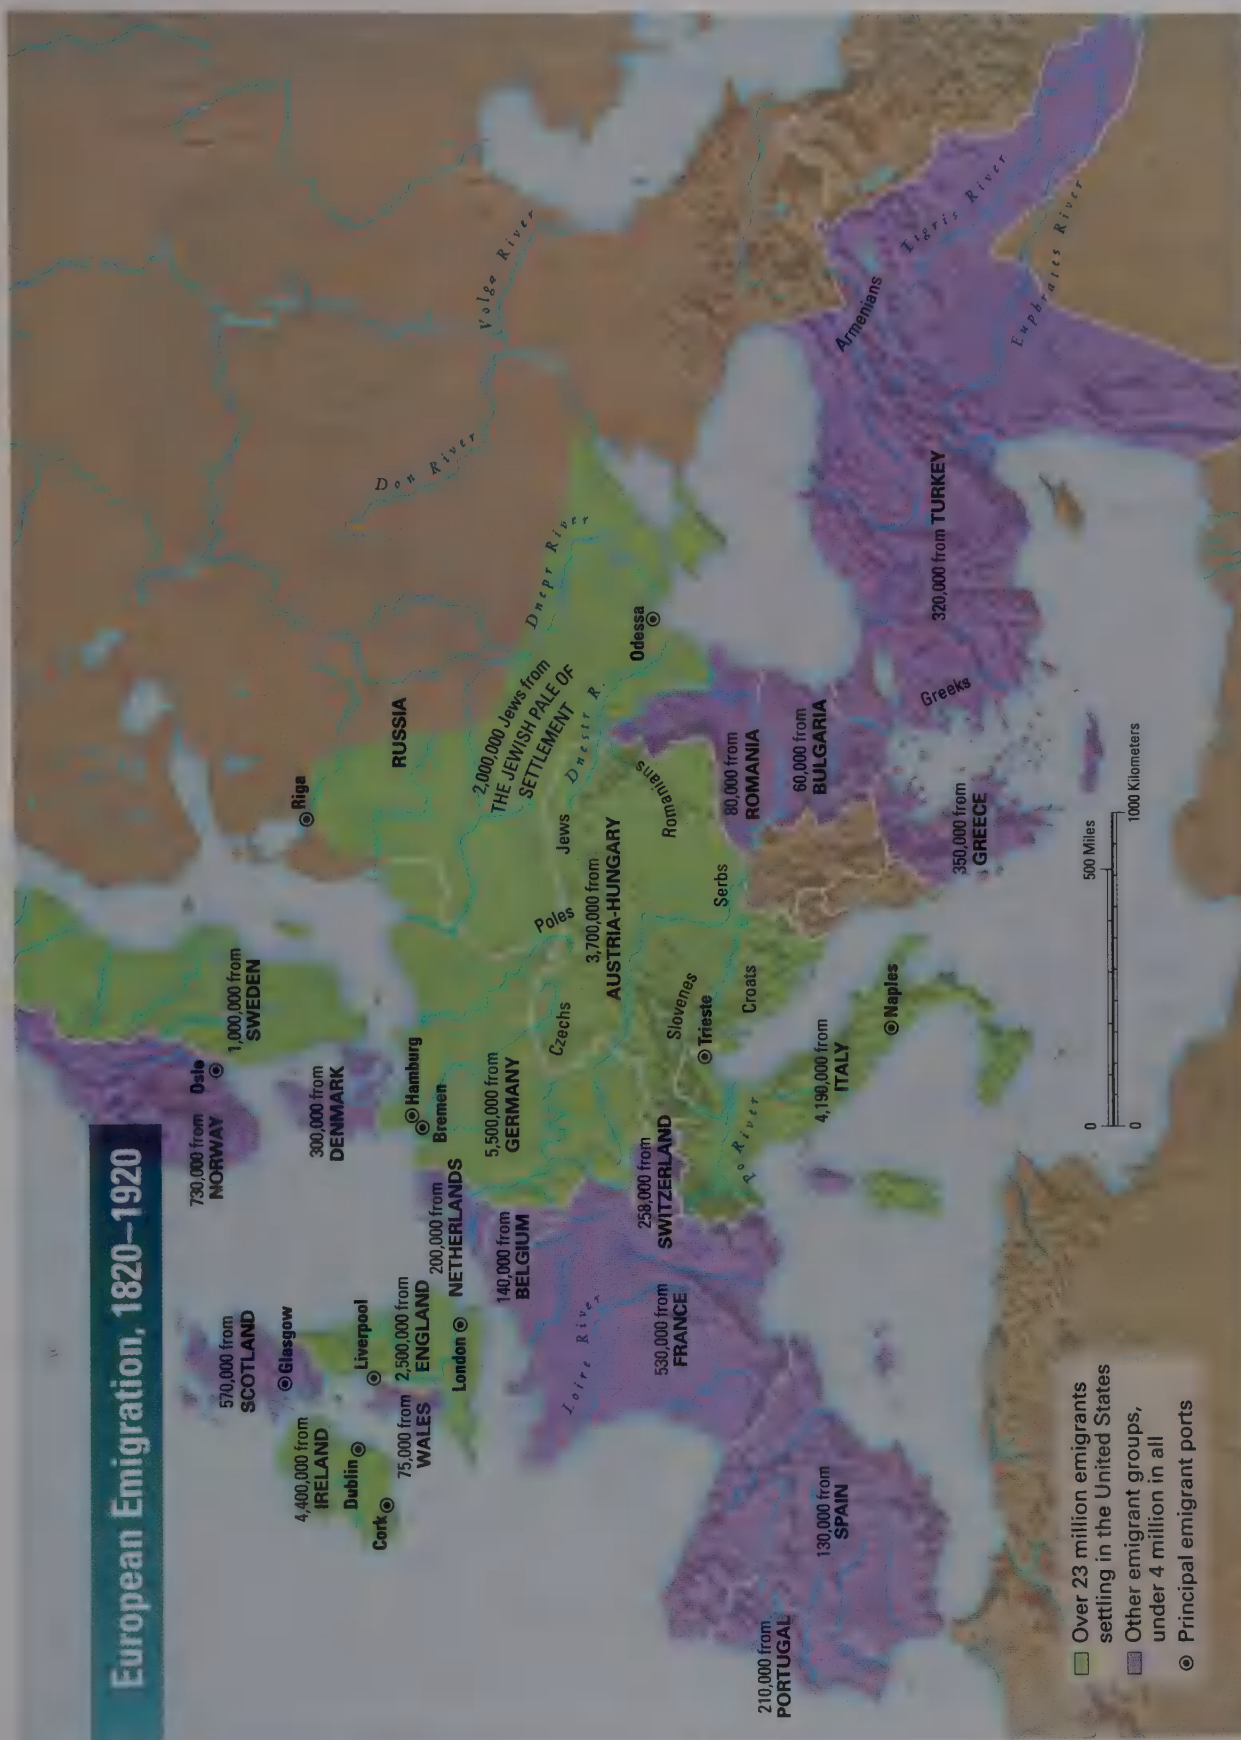 European Emigration, 1820–1920
570,000 from
SCOTLAND
Glasgow
4,400,000 from
IRELAND
Dublin
Cork
Liverpool
75,000 from
WALES
2,500,000 from
ENGLAND
London
730,000 from
NORWAY
Oslo
1,000,000 from
SWEDEN
300,000 from
DENMARK
Hamburg
Bremen
200,000 from
NETHERLANDS
140,000 from
BELGIUM
5,500,000 from
GERMANY
Riga
RUSSIA
2,000,000 Jews from
THE JEWISH PALE OF
SETTLEMENT
Don River
Volga River
Dnepr River
Dnestr R.
Odessa
Poles
Jews
Czechs
3,700,000 from
AUSTRIA-HUNGARY
Romanians
Slovenes
Serbs
Croats
Trieste
Loire River
530,000 from
FRANCE
258,000 from
SWITZERLAND
Po River
4,190,000 from
ITALY
Naples
80,000 from
ROMANIA
60,000 from
BULGARIA
350,000 from
GREECE
Greeks
320,000 from TURKEY
Armenians
Tigris River
Euphrates River
210,000 from
PORTUGAL
130,000 from
SPAIN
Over 23 million emigrants
settling in the United States
Other emigrant groups,
under 4 million in all
Principal emigrant ports
0 500 Miles
0 1000 Kilometers